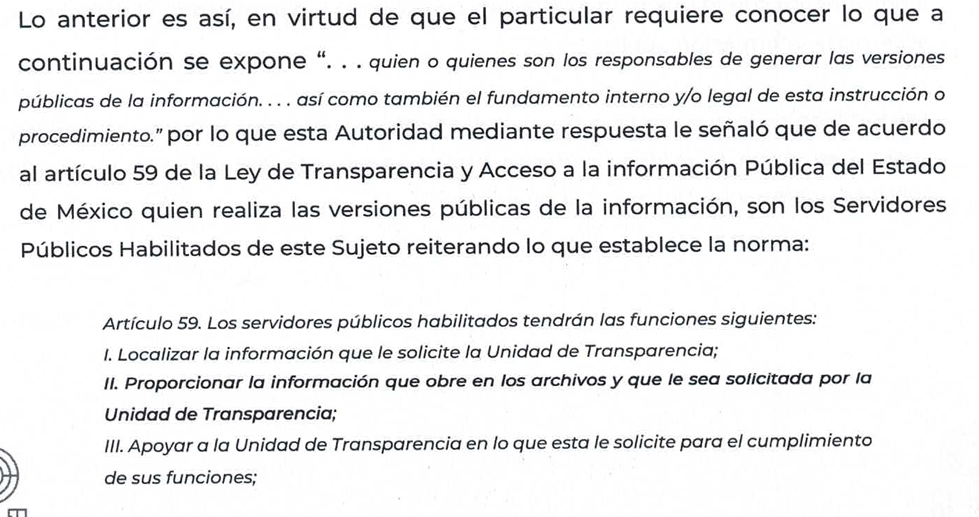 Lo anterior es así, en virtud de que el particular requiere conocer lo que a
continuación se expone “. . . quien o quienes son los responsables de generar las versiones
públicas de la información. . . . así como también el fundamento interno y/o legal de esta instrucción o
procedimiento.” por lo que esta Autoridad mediante respuesta le señaló que de acuerdo
al artículo 59 de la Ley de Transparencia y Acceso a la información Pública del Estado
de México quien realiza las versiones públicas de la información, son los Servidores
Públicos Habilitados de este Sujeto reiterando lo que establece la norma:
Artículo 59. Los servidores públicos habilitados tendrán las funciones siguientes:
I. Localizar la información que le solicite la Unidad de Transparencia;
II. Proporcionar la información que obre en los archivos y que le sea solicitada por la
Unidad de Transparencia;
III. Apoyar a la Unidad de Transparencia en lo que esta le solicite para el cumplimiento
de sus funciones;